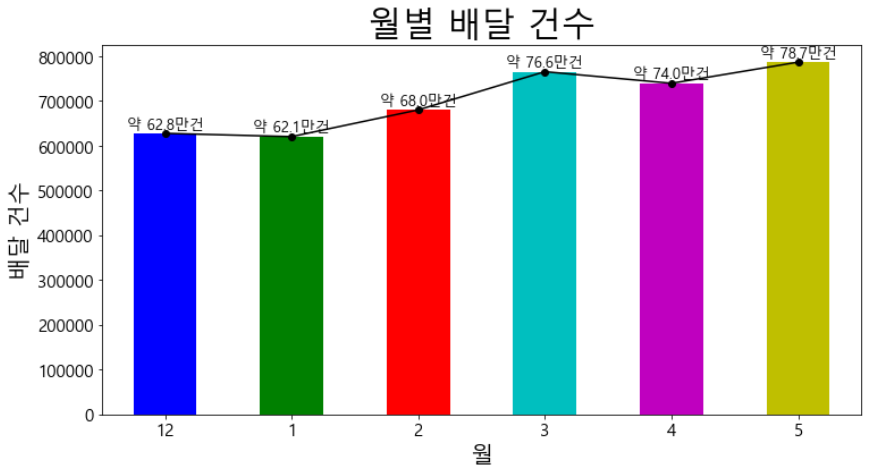 월별 배달 건수
배달 건수
800000
700000
600000
500000
400000
300000
200000
100000
0
약 62.8만건
약 62.1만건
약 68.0만건
약 76.6만건
약 74.0만건
약 78.7만건
12 1 2 3 4 5
월